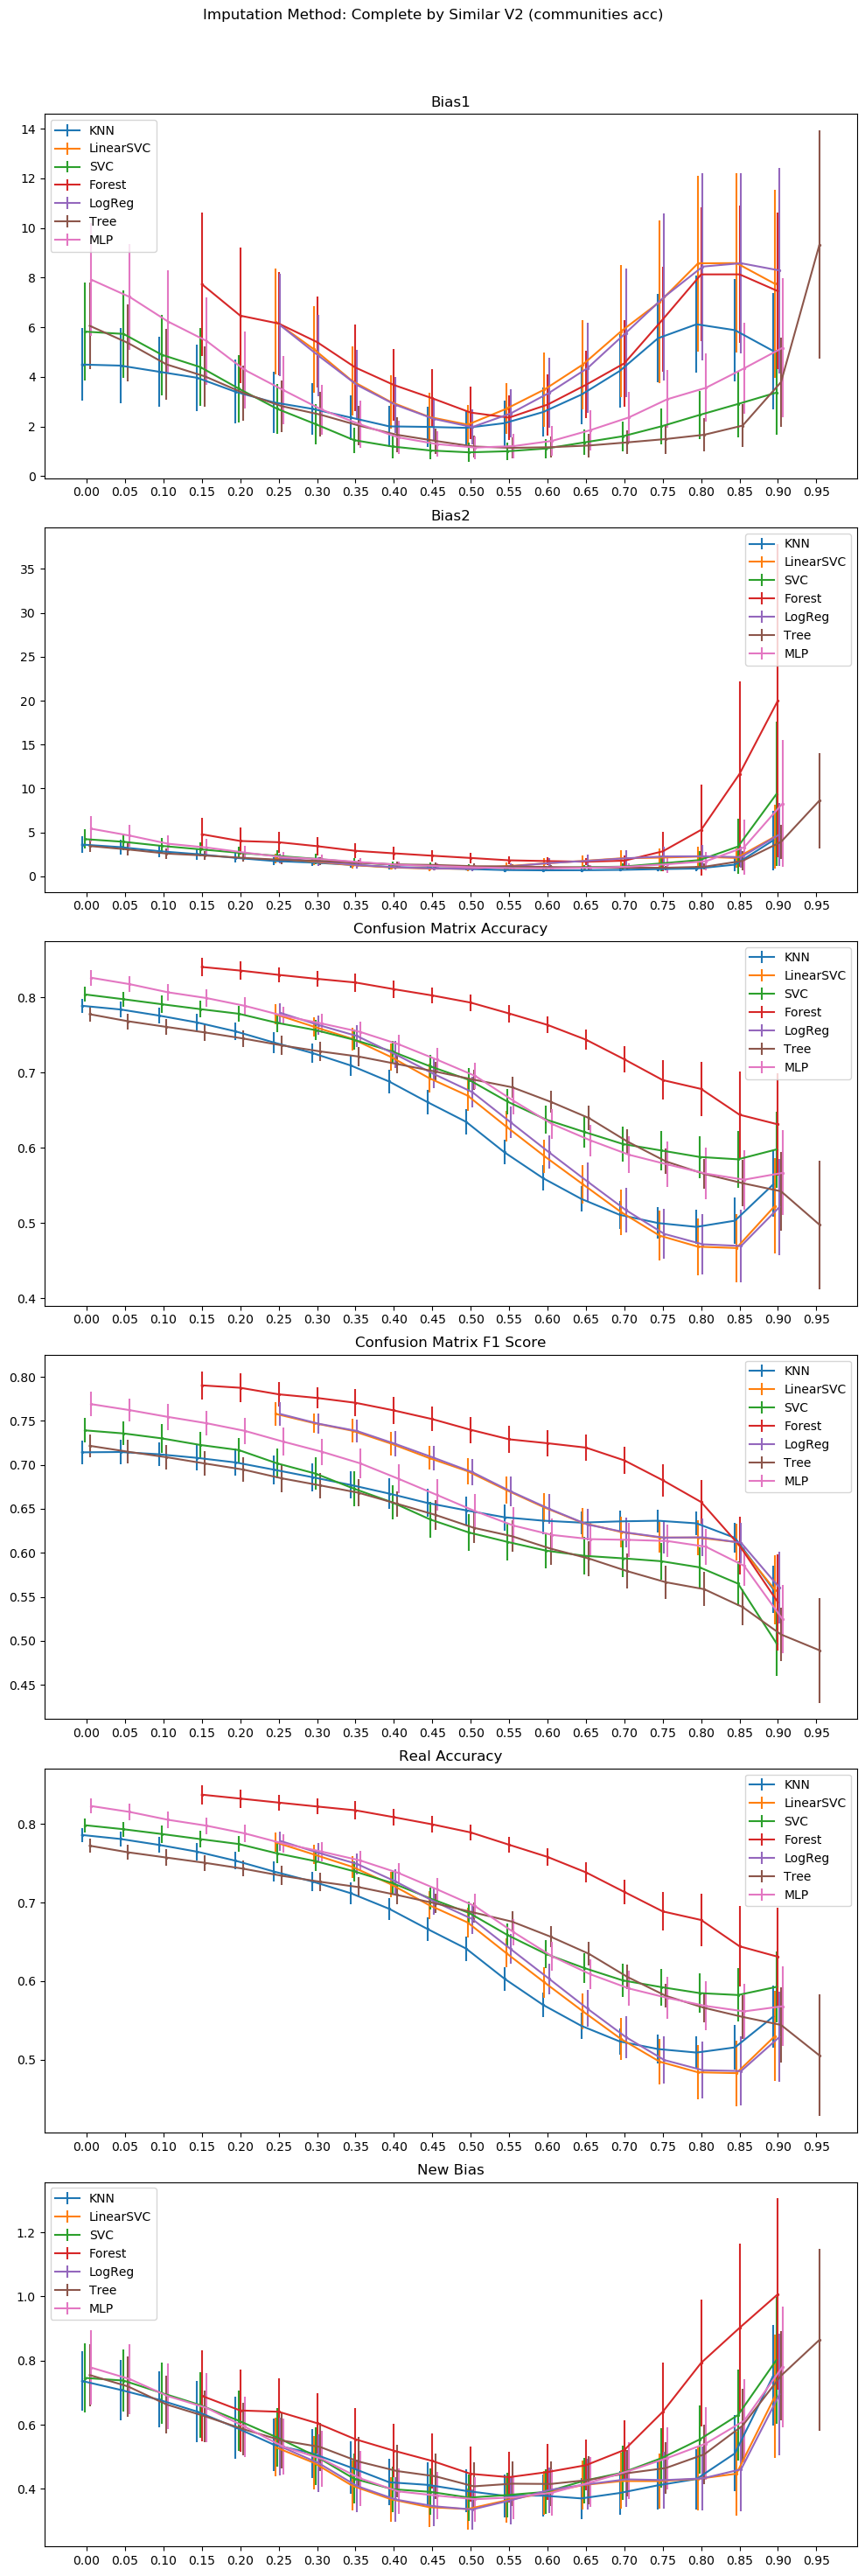 Imputation Method: Complete by Similar V2 (communities acc)
Bias1
14
12
10
8
6
4
2
0
KNN
LinearSVC
SVC
Forest
LogReg
Tree
MLP
0.00 0.05 0.10 0.15 0.20 0.25 0.30 0.35 0.40 0.45 0.50 0.55 0.60 0.65 0.70 0.75 0.80 0.85 0.90 0.95
Bias2
35
30
25
20
15
10
5
0
KNN
LinearSVC
SVC
Forest
LogReg
Tree
MLP
0.00 0.05 0.10 0.15 0.20 0.25 0.30 0.35 0.40 0.45 0.50 0.55 0.60 0.65 0.70 0.75 0.80 0.85 0.90 0.95
Confusion Matrix Accuracy
0.8
0.7
0.6
0.5
0.4
KNN
LinearSVC
SVC
Forest
LogReg
Tree
MLP
0.00 0.05 0.10 0.15 0.20 0.25 0.30 0.35 0.40 0.45 0.50 0.55 0.60 0.65 0.70 0.75 0.80 0.85 0.90 0.95
Confusion Matrix F1 Score
0.80
0.75
0.70
0.65
0.60
0.55
0.50
0.45
KNN
LinearSVC
SVC
Forest
LogReg
Tree
MLP
0.00 0.05 0.10 0.15 0.20 0.25 0.30 0.35 0.40 0.45 0.50 0.55 0.60 0.65 0.70 0.75 0.80 0.85 0.90 0.95
Real Accuracy
0.8
0.7
0.6
0.5
KNN
LinearSVC
SVC
Forest
LogReg
Tree
MLP
0.00 0.05 0.10 0.15 0.20 0.25 0.30 0.35 0.40 0.45 0.50 0.55 0.60 0.65 0.70 0.75 0.80 0.85 0.90 0.95
New Bias
1.2
1.0
0.8
0.6
0.4
KNN
LinearSVC
SVC
Forest
LogReg
Tree
MLP
0.00 0.05 0.10 0.15 0.20 0.25 0.30 0.35 0.40 0.45 0.50 0.55 0.60 0.65 0.70 0.75 0.80 0.85 0.90 0.95